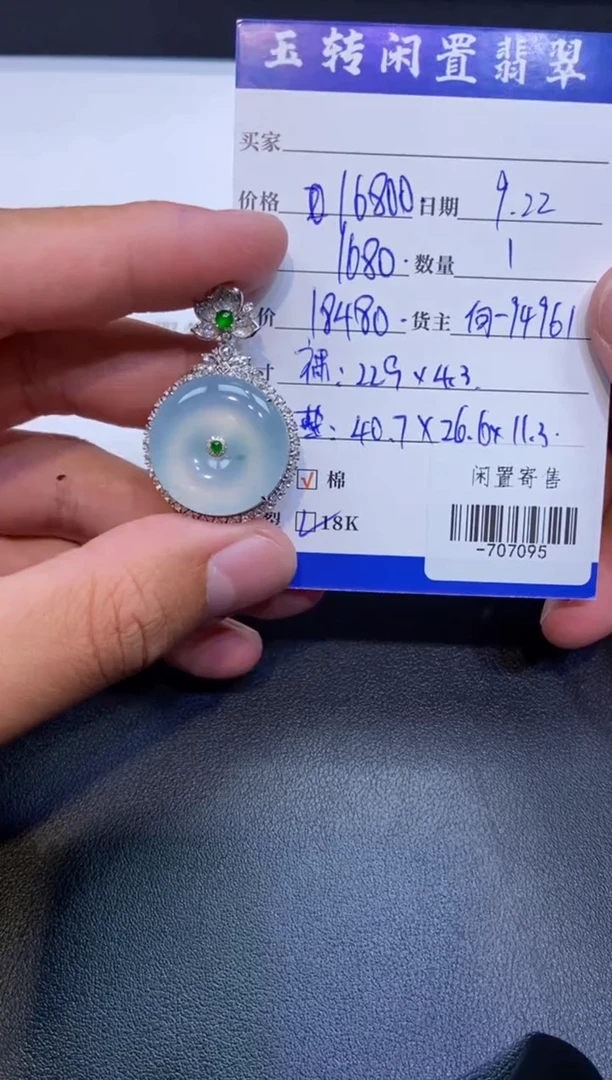 玉转闲置翡翠
买家
价格 16800 日期 9.22
1680 数量 1
价 18480 货主 何-94961
寸 裸: 22.9×4.3
整: 40.7×26.6×11.3
☑棉 闲置寄售
裂 18K
-707095